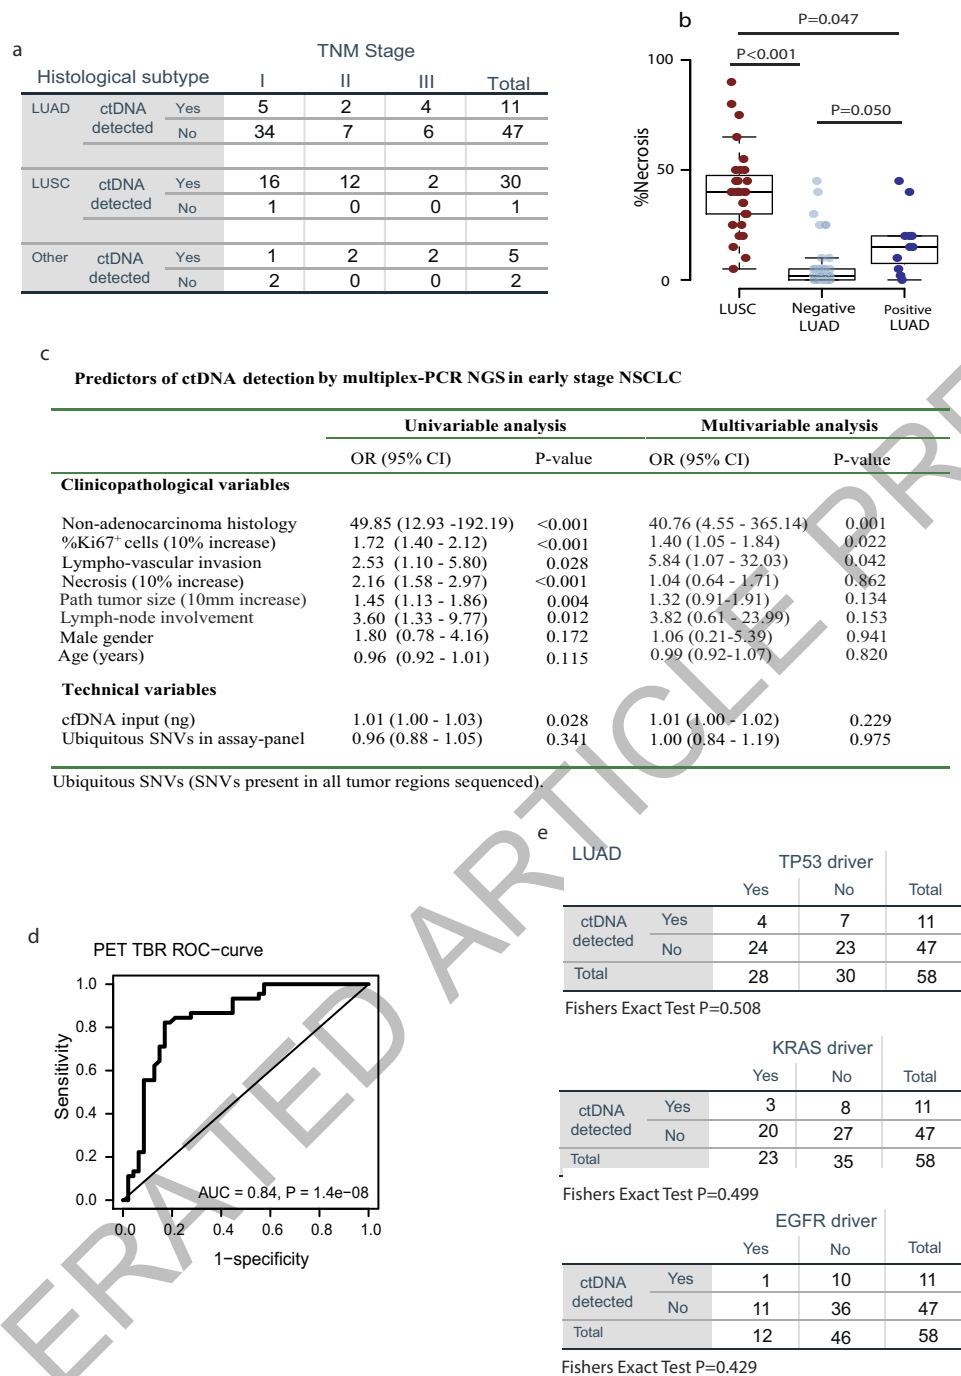 a
TNM Stage
Histological subtype I II III Total
LUAD ctDNA detected Yes 5 2 4 11
No 34 7 6 47
LUSC ctDNA detected Yes 16 12 2 30
No 1 0 0 1
Other ctDNA detected Yes 1 2 2 5
No 2 0 0 2
b
P=0.047
P<0.001
P=0.050
%Necrosis
100
50
0
LUSC Negative LUAD Positive LUAD
c
Predictors of ctDNA detection by multiplex-PCR NGS in early stage NSCLC
Univariable analysis Multivariable analysis
OR (95% CI) P-value OR (95% CI) P-value
Clinicopathological variables
Non-adenocarcinoma histology 49.85 (12.93 -192.19) <0.001 40.76 (4.55 - 365.14) 0.001
%Ki67+ cells (10% increase) 1.72 (1.40 - 2.12) <0.001 1.40 (1.05 - 1.84) 0.022
Lympho-vascular invasion 2.53 (1.10 - 5.80) 0.028 5.84 (1.07 - 32.03) 0.042
Necrosis (10% increase) 2.16 (1.58 - 2.97) <0.001 1.04 (0.64 - 1.71) 0.862
Path tumor size (10mm increase) 1.45 (1.13 - 1.86) 0.004 1.32 (0.91-1.91) 0.134
Lymph-node involvement 3.60 (1.33 - 9.77) 0.012 3.82 (0.61 - 23.99) 0.153
Male gender 1.80 (0.78 - 4.16) 0.172 1.06 (0.21-5.39) 0.941
Age (years) 0.96 (0.92 - 1.01) 0.115 0.99 (0.92-1.07) 0.820
Technical variables
cfDNA input (ng) 1.01 (1.00 - 1.03) 0.028 1.01 (1.00 - 1.02) 0.229
Ubiquitous SNVs in assay-panel 0.96 (0.88 - 1.05) 0.341 1.00 (0.84 - 1.19) 0.975
Ubiquitous SNVs (SNVs present in all tumor regions sequenced).
d
PET TBR ROC-curve
Sensitivity
1.0
0.8
0.6
0.4
0.2
0.0
AUC = 0.84, P = 1.4e-08
0.0 0.2 0.4 0.6 0.8 1.0
1-specificity
e
LUAD
TP53 driver
Yes No Total
ctDNA detected Yes 4 7 11
No 24 23 47
Total 28 30 58
Fishers Exact Test P=0.508
KRAS driver
Yes No Total
ctDNA detected Yes 3 8 11
No 20 27 47
Total 23 35 58
Fishers Exact Test P=0.499
EGFR driver
Yes No Total
ctDNA detected Yes 1 10 11
No 11 36 47
Total 12 46 58
Fishers Exact Test P=0.429
ERATED ARTICLE PRE